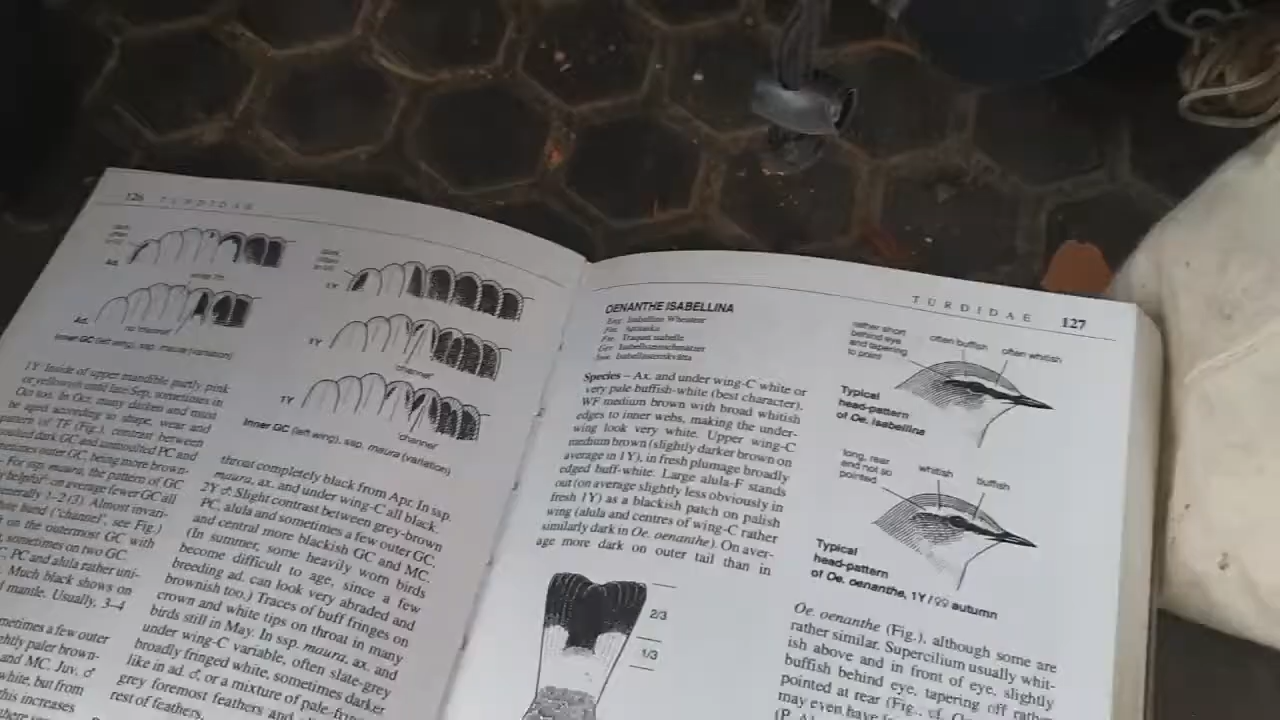 126 TURDIDAE
Ad.
1Y
Ad.
no channel
Inner GC (left wing), ssp. maura (variation)
1Y
channel
1Y
channel
Inner GC (left wing), ssp. maura (variation)
1Y: Inside of upper mandible partly pink
or yellowish until late Sep, sometimes in
Oct too. In Oct, many darken and must
be aged according to shape, wear and
pattern of TF (Fig.), contrast between
moulted dark GC and unmoulted PC and
sometimes outer GC being more brown-
For ssp. maura, the pattern of GC
helpful: on average fewer GC all
generally 1–2 (3). Almost invari-
band ("channel", see Fig.)
on the outermost GC with
sometimes on two GC.
PC and alula rather uni-
Much black shows on
mantle. Usually, 3–4
sometimes a few outer
slightly paler brown-
and MC. Juv. ♂
white, but from
this increases
throat completely black from Apr. In ssp.
maura, ax. and under wing-C all black.
2Y ♂: Slight contrast between grey-brown
PC, alula and sometimes a few outer GC,
and central more blackish GC and MC.
(In summer, some heavily worn birds
become difficult to age, since a few
breeding ad. can look very abraded and
brownish too.) Traces of buff fringes on
crown and white tips on throat in many
birds still in May. In ssp. maura, ax. and
under wing-C variable, often slate-grey
broadly fringed white, sometimes darker
like in ad. ♂, or a mixture of pale-fringed
grey foremost feathers and
rest of feathers.
TURDIDAE 127
OENANTHE ISABELLINA
Eng: Isabelline Wheatear
Fr: Traquet isabelle
Ger: Isabellsteinschmätzer
Swe: Isabellastenskvätta
Species – Ax. and under wing-C white or
very pale buffish-white (best character).
WF medium brown with broad whitish
edges to inner webs, making the under-
wing look very white. Upper wing-C
medium brown (slightly darker brown on
average in 1Y), in fresh plumage broadly
edged buff-white. Large alula-F stands
out (on average slightly less obviously in
fresh 1Y) as a blackish patch on palish
wing (alula and centres of wing-C rather
similarly dark in Oe. oenanthe). On aver-
age more dark on outer tail than in
2/3
1/3
rather short
behind eye
and tapering
to point
often buffish
often whitish
Typical
head-pattern
of Oe. isabellina
long, rear
end not so
pointed
whitish
buffish
Typical
head-pattern
of Oe. oenanthe, 1Y/♀♀ autumn
Oe. oenanthe (Fig.), although some are
rather similar. Supercilium usually whit-
ish above and in front of eye, slightly
buffish behind eye, tapering off rather
pointed at rear (Fig., cf.
may even have